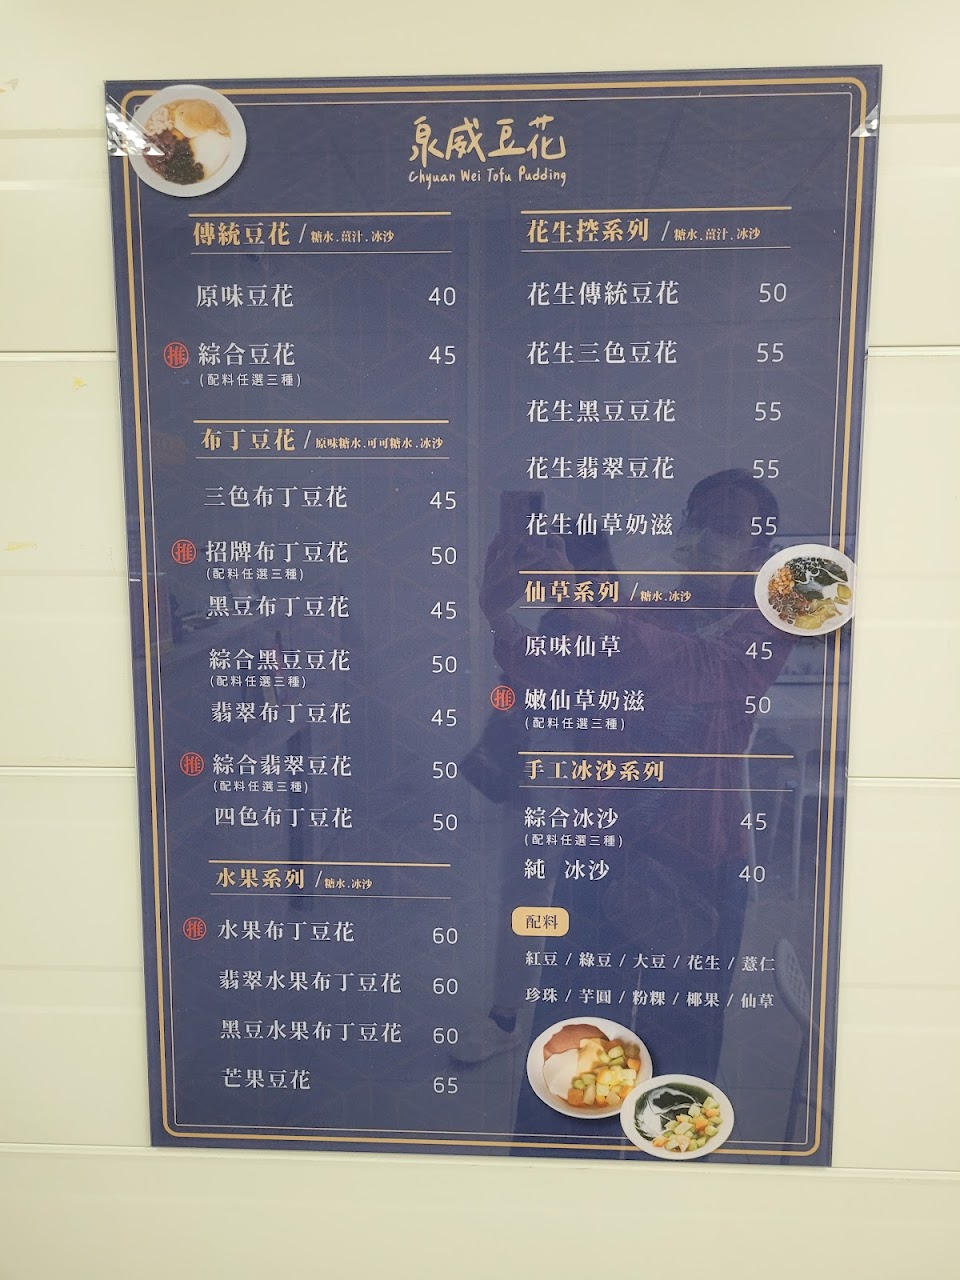 泉威豆花
Chyuan Wei Tofu Pudding
傳統豆花 / 糖水.薑汁.冰沙
原味豆花 40
推 綜合豆花 45
(配料任選三種)
布丁豆花 / 原味糖水.可可糖水.冰沙
三色布丁豆花 45
推 招牌布丁豆花 50
(配料任選三種)
黑豆布丁豆花 45
綜合黑豆豆花 50
(配料任選三種)
翡翠布丁豆花 45
推 綜合翡翠豆花 50
(配料任選三種)
四色布丁豆花 50
水果系列 / 糖水.冰沙
推 水果布丁豆花 60
翡翠水果布丁豆花 60
黑豆水果布丁豆花 60
芒果豆花 65
花生控系列 / 糖水.薑汁.冰沙
花生傳統豆花 50
花生三色豆花 55
花生黑豆豆花 55
花生翡翠豆花 55
花生仙草奶滋 55
仙草系列 / 糖水.冰沙
原味仙草 45
推 嫩仙草奶滋 50
(配料任選三種)
手工冰沙系列
綜合冰沙 45
(配料任選三種)
純 冰沙 40
配料
紅豆 / 綠豆 / 大豆 / 花生 / 薏仁
珍珠 / 芋圓 / 粉粿 / 椰果 / 仙草